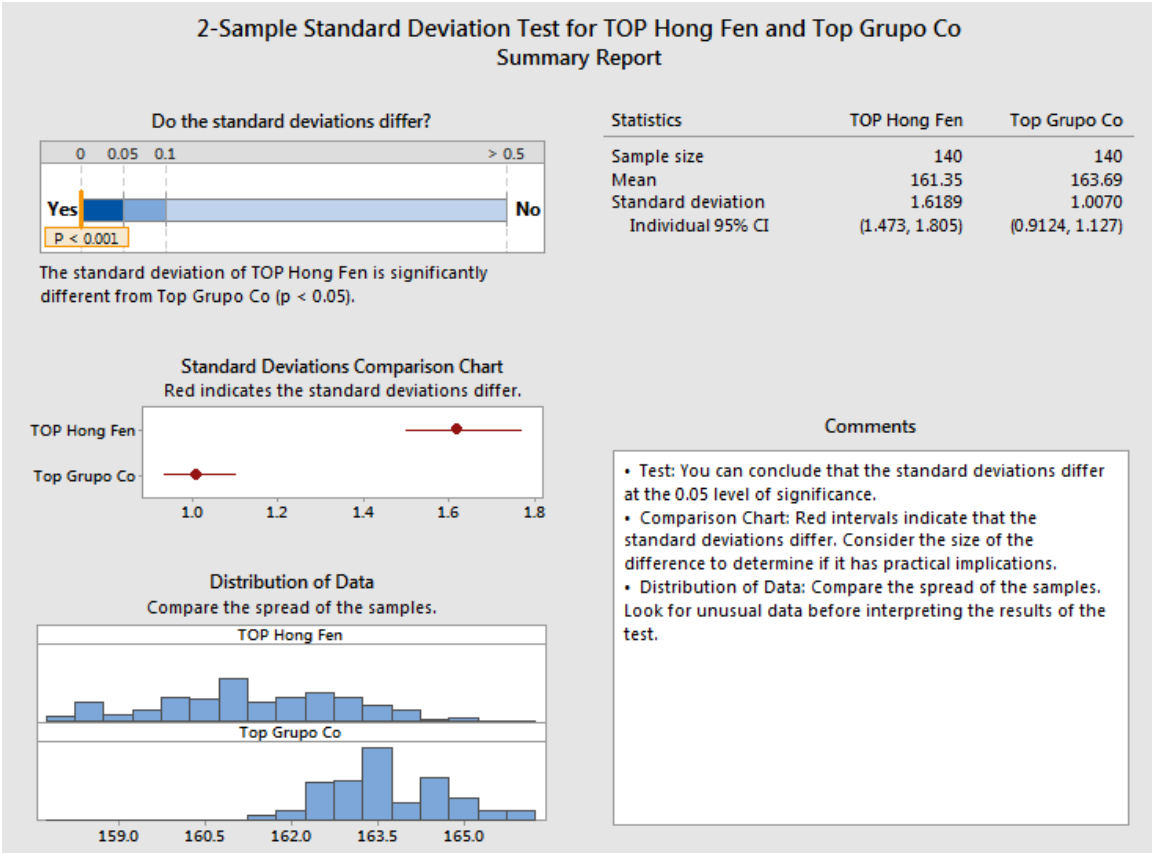 2-Sample Standard Deviation Test for TOP Hong Fen and Top Grupo Co
Summary Report
Do the standard deviations differ?
0 0.05 0.1 > 0.5
Yes No
P < 0.001
The standard deviation of TOP Hong Fen is significantly
different from Top Grupo Co (p < 0.05).
Statistics TOP Hong Fen Top Grupo Co
Sample size 140 140
Mean 161.35 163.69
Standard deviation 1.6189 1.0070
Individual 95% CI (1.473, 1.805) (0.9124, 1.127)
Standard Deviations Comparison Chart
Red indicates the standard deviations differ.
TOP Hong Fen
Top Grupo Co
1.0 1.2 1.4 1.6 1.8
Distribution of Data
Compare the spread of the samples.
TOP Hong Fen
Top Grupo Co
159.0 160.5 162.0 163.5 165.0
Comments
• Test: You can conclude that the standard deviations differ
at the 0.05 level of significance.
• Comparison Chart: Red intervals indicate that the
standard deviations differ. Consider the size of the
difference to determine if it has practical implications.
• Distribution of Data: Compare the spread of the samples.
Look for unusual data before interpreting the results of the
test.